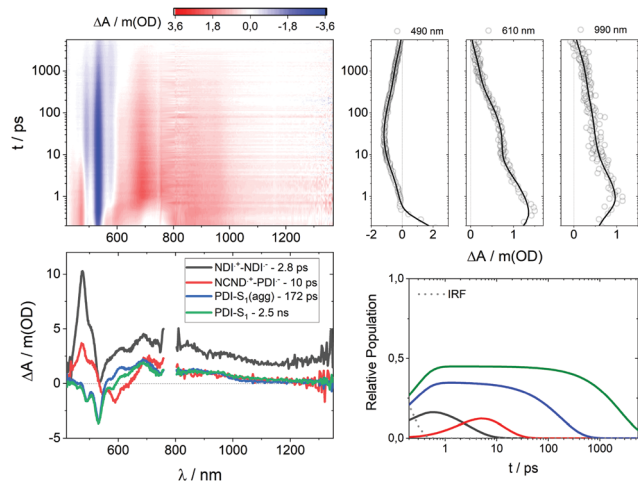 ΔA / m(OD)
3,6 1,8 0,0 -1,8 -3,6
t / ps
1000
100
10
1
600 800 1000 1200
490 nm
610 nm
990 nm
1000
100
10
1
-2 -1 0 1 2
0 1 2
0 1 2
ΔA / m(OD)
ΔA / m(OD)
10
5
0
-5
NDI·⁺-NDI·⁻ - 2.8 ps
NCND·⁺-PDI·⁻ - 10 ps
PDI-S₁(agg) - 172 ps
PDI-S₁ - 2.5 ns
600 800 1000 1200
λ / nm
Relative Population
1,0
0,5
0,0
IRF
1 10 100 1000
t / ps